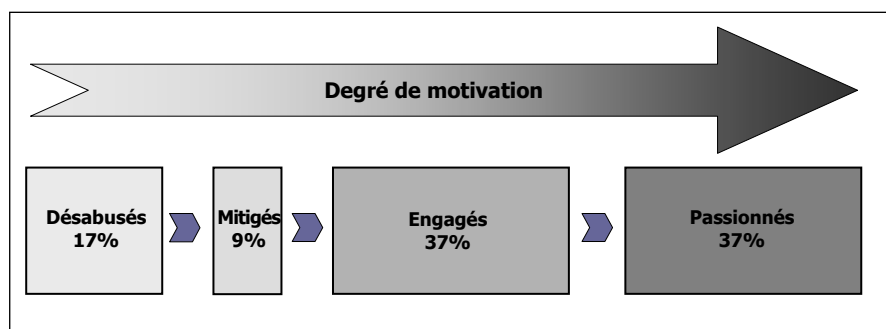 Degré de motivation
Désabusés
17%
Mitigés
9%
Engagés
37%
Passionnés
37%